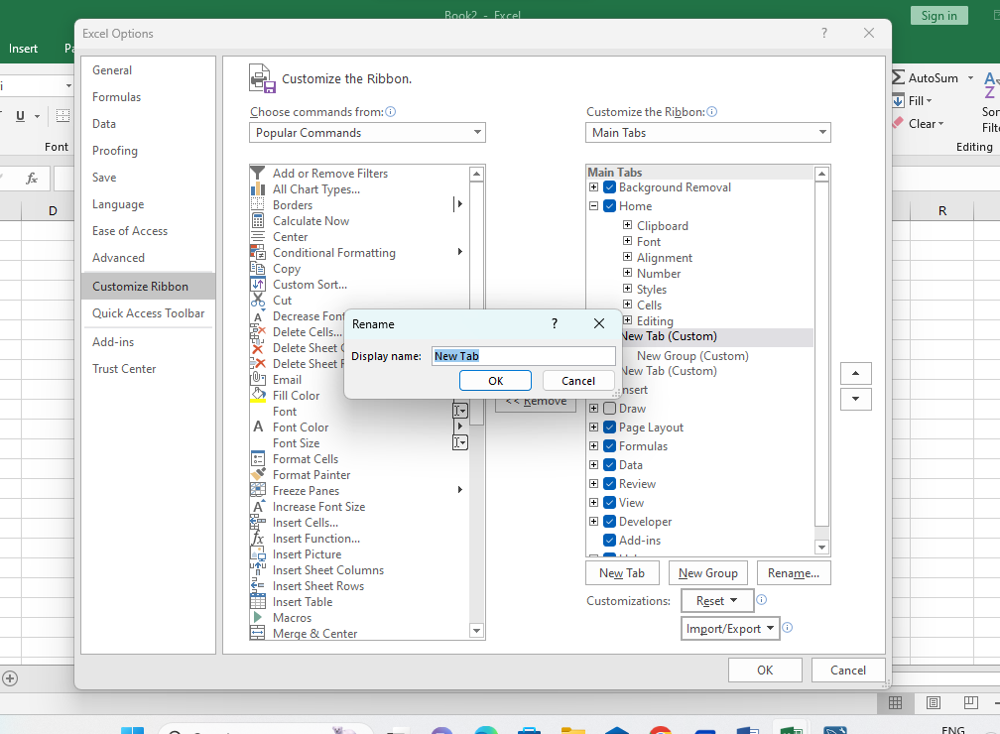 Book2 - Excel
Sign in
Insert
Excel Options
?
General
Formulas
Data
Proofing
Save
Language
Ease of Access
Advanced
Customize Ribbon
Quick Access Toolbar
Add-ins
Trust Center
Customize the Ribbon.
Choose commands from:
Popular Commands
Add or Remove Filters
All Chart Types...
Borders
Calculate Now
Center
Conditional Formatting
Copy
Custom Sort...
Cut
Decrease Font
Delete Cells...
Delete Sheet
Delete Sheet
Email
Fill Color
Font
Font Color
Font Size
Format Cells
Format Painter
Freeze Panes
Increase Font Size
Insert Cells...
Insert Function...
Insert Picture
Insert Sheet Columns
Insert Sheet Rows
Insert Table
Macros
Merge & Center
<< Remove
Customize the Ribbon:
Main Tabs
Main Tabs
Background Removal
Home
Clipboard
Font
Alignment
Number
Styles
Cells
Editing
New Tab (Custom)
New Group (Custom)
New Tab (Custom)
Insert
Draw
Page Layout
Formulas
Data
Review
View
Developer
Add-ins
New Tab
New Group
Rename...
Customizations:
Reset
Import/Export
OK
Cancel
Rename
?
Display name:
New Tab
OK
Cancel
U
Font
fx
D
AutoSum
Fill
Clear
Editing
R
ENG